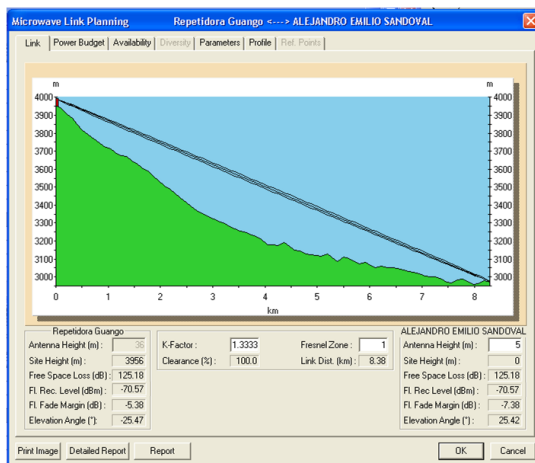 Microwave Link Planning Repetidora Guango <---> ALEJANDRO EMILIO SANDOVAL
Link Power Budget Availability Diversity Parameters Profile Ref. Points
m m
4000 4000
3900 3900
3800 3800
3700 3700
3600 3600
3500 3500
3400 3400
3300 3300
3200 3200
3100 3100
3000 3000
0 1 2 3 4 5 6 7 8
km
Repetidora Guango
Antenna Height (m) : 36
Site Height (m) : 3956
Free Space Loss (dB) : 125.18
Fl. Rec. Level (dBm) : -70.57
Fl. Fade Margin (dB) : -5.38
Elevation Angle (°): -25.47
K-Factor : 1.3333 Fresnel Zone : 1
Clearance (%) : 100.0 Link Dist. (km) : 8.38
ALEJANDRO EMILIO SANDOVAL
Antenna Height (m) : 5
Site Height (m) : 0
Free Space Loss (dB) : 125.18
Fl. Rec. Level (dBm) : -70.57
Fl. Fade Margin (dB) : -7.38
Elevation Angle (°) : 25.42
Print Image Detailed Report Report OK Cancel